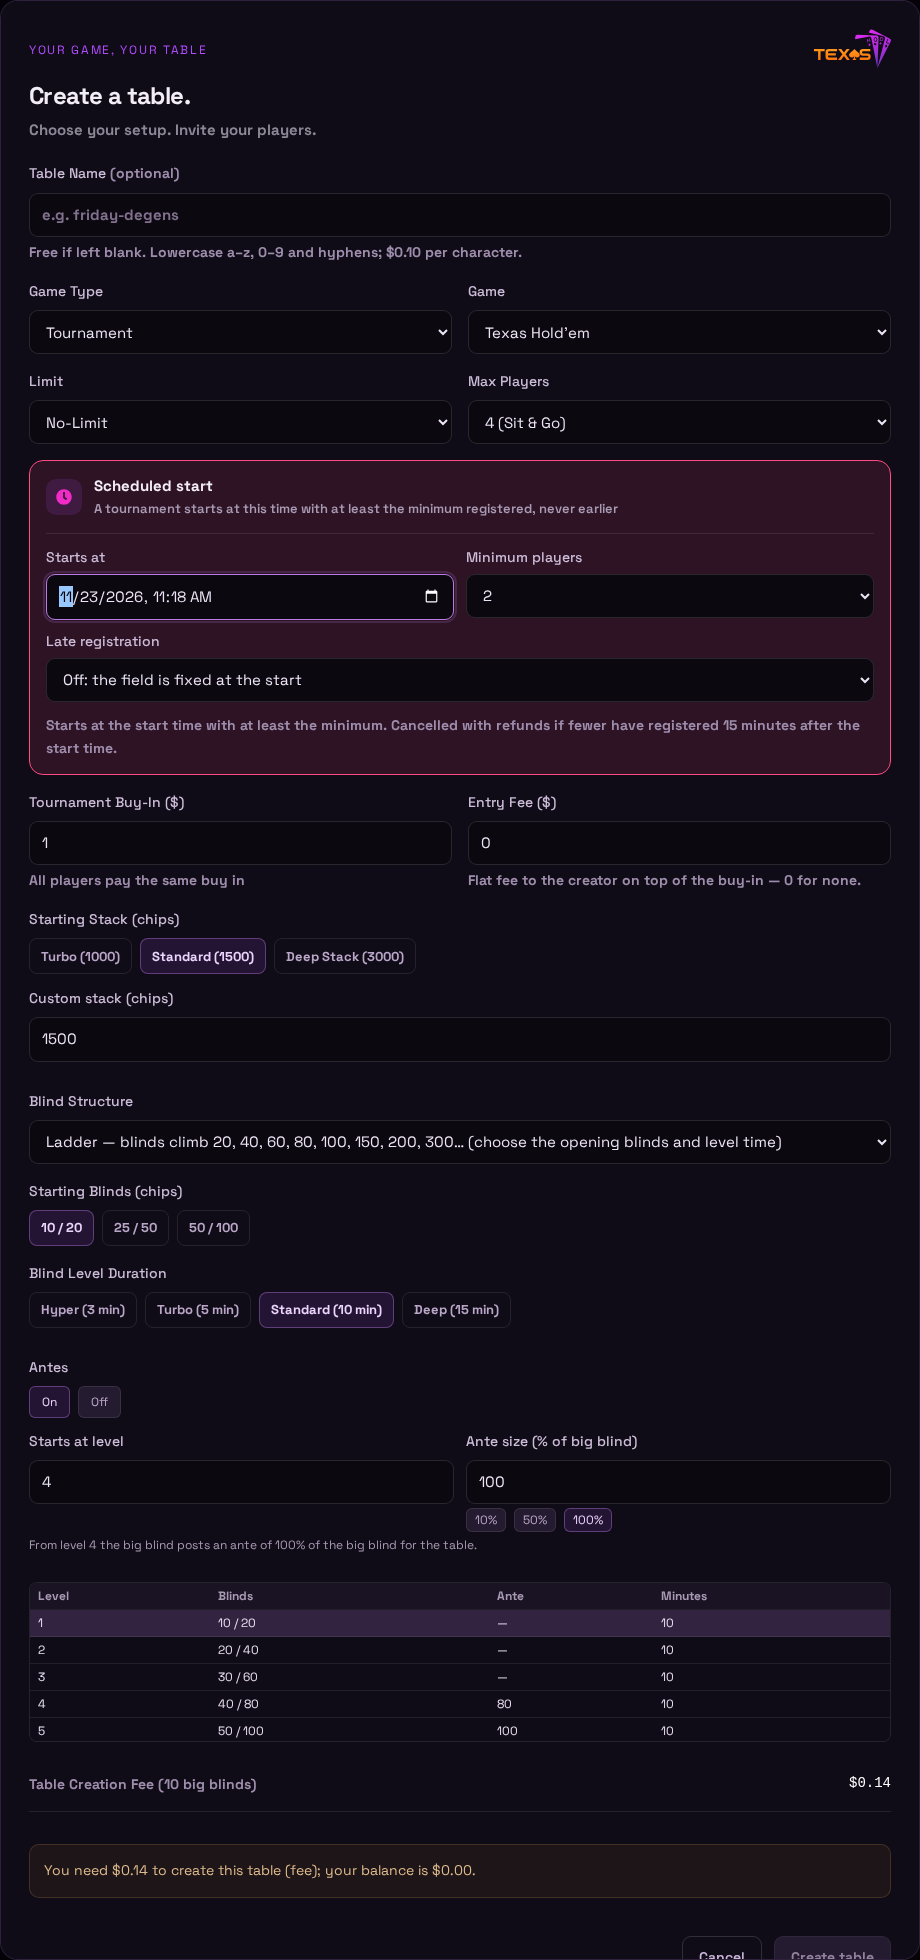 YOUR GAME, YOUR TABLE
TEXAS
Create a table.
Choose your setup. Invite your players.
Table Name (optional)
e.g. friday-degens
Free if left blank. Lowercase a–z, 0–9 and hyphens; $0.10 per character.
Game Type
Game
Tournament
Texas Hold'em
Limit
Max Players
No-Limit
4 (Sit & Go)
Scheduled start
A tournament starts at this time with at least the minimum registered, never earlier
Starts at
Minimum players
11/23/2026, 11:18 AM
2
Late registration
Off: the field is fixed at the start
Starts at the start time with at least the minimum. Cancelled with refunds if fewer have registered 15 minutes after the
start time.
Tournament Buy-In ($)
Entry Fee ($)
1
0
All players pay the same buy in
Flat fee to the creator on top of the buy-in — 0 for none.
Starting Stack (chips)
Turbo (1000)
Standard (1500)
Deep Stack (3000)
Custom stack (chips)
1500
Blind Structure
Ladder — blinds climb 20, 40, 60, 80, 100, 150, 200, 300… (choose the opening blinds and level time)
Starting Blinds (chips)
10 / 20
25 / 50
50 / 100
Blind Level Duration
Hyper (3 min)
Turbo (5 min)
Standard (10 min)
Deep (15 min)
Antes
On
Off
Starts at level
Ante size (% of big blind)
4
100
10%
50%
100%
From level 4 the big blind posts an ante of 100% of the big blind for the table.
Level Blinds Ante Minutes
1 10 / 20 — 10
2 20 / 40 — 10
3 30 / 60 — 10
4 40 / 80 80 10
5 50 / 100 100 10
Table Creation Fee (10 big blinds)
$0.14
You need $0.14 to create this table (fee); your balance is $0.00.
Cancel
Create table